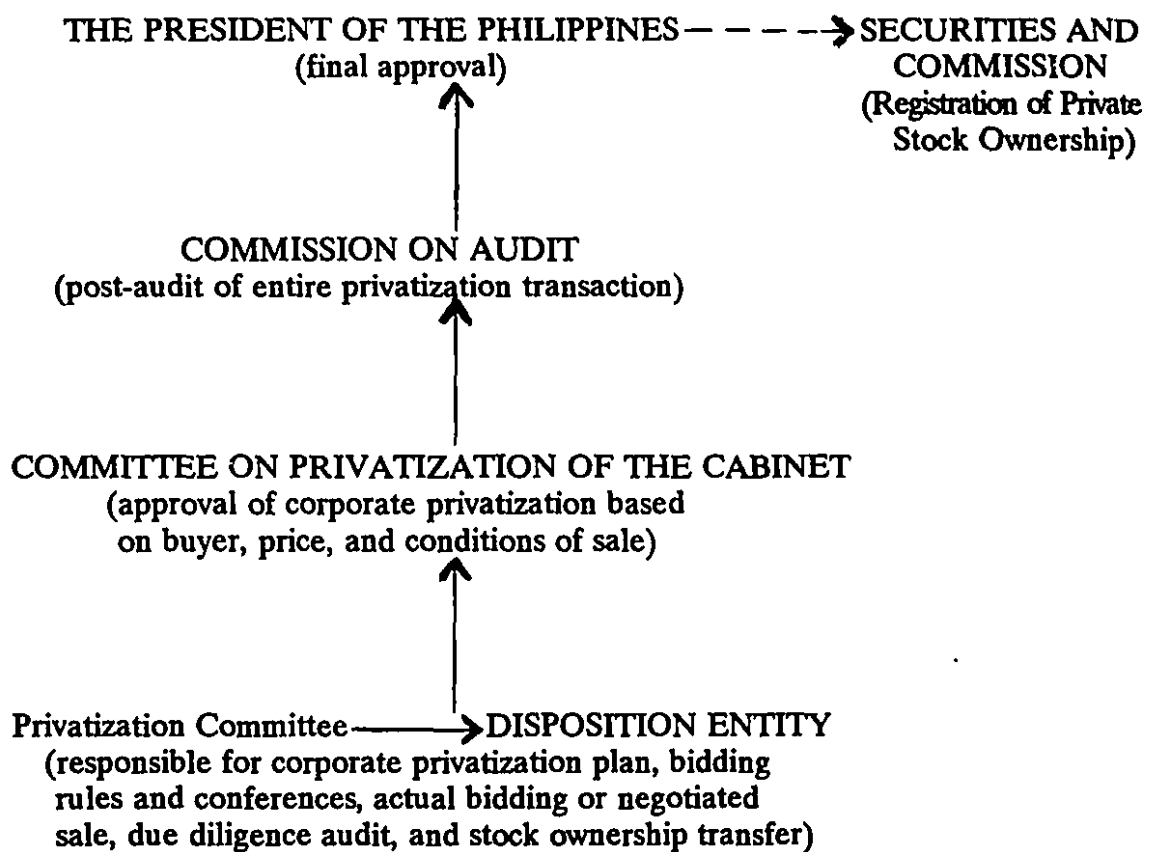 THE PRESIDENT OF THE PHILIPPINES
(final approval)
SECURITIES AND
COMMISSION
(Registration of Private
Stock Ownership)
COMMISSION ON AUDIT
(post-audit of entire privatization transaction)
COMMITTEE ON PRIVATIZATION OF THE CABINET
(approval of corporate privatization based
on buyer, price, and conditions of sale)
Privatization Committee
DISPOSITION ENTITY
(responsible for corporate privatization plan, bidding
rules and conferences, actual bidding or negotiated
sale, due diligence audit, and stock ownership transfer)